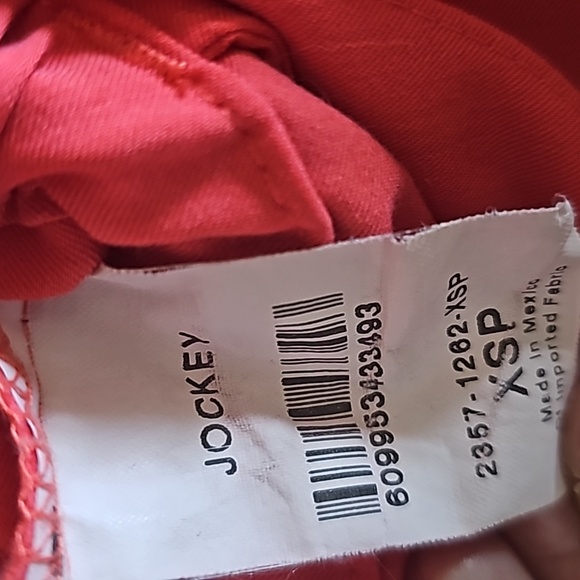 JOCKEY
609953433493
2357-1262-XSP
XSP
Made In Mexico
Imported Fabric